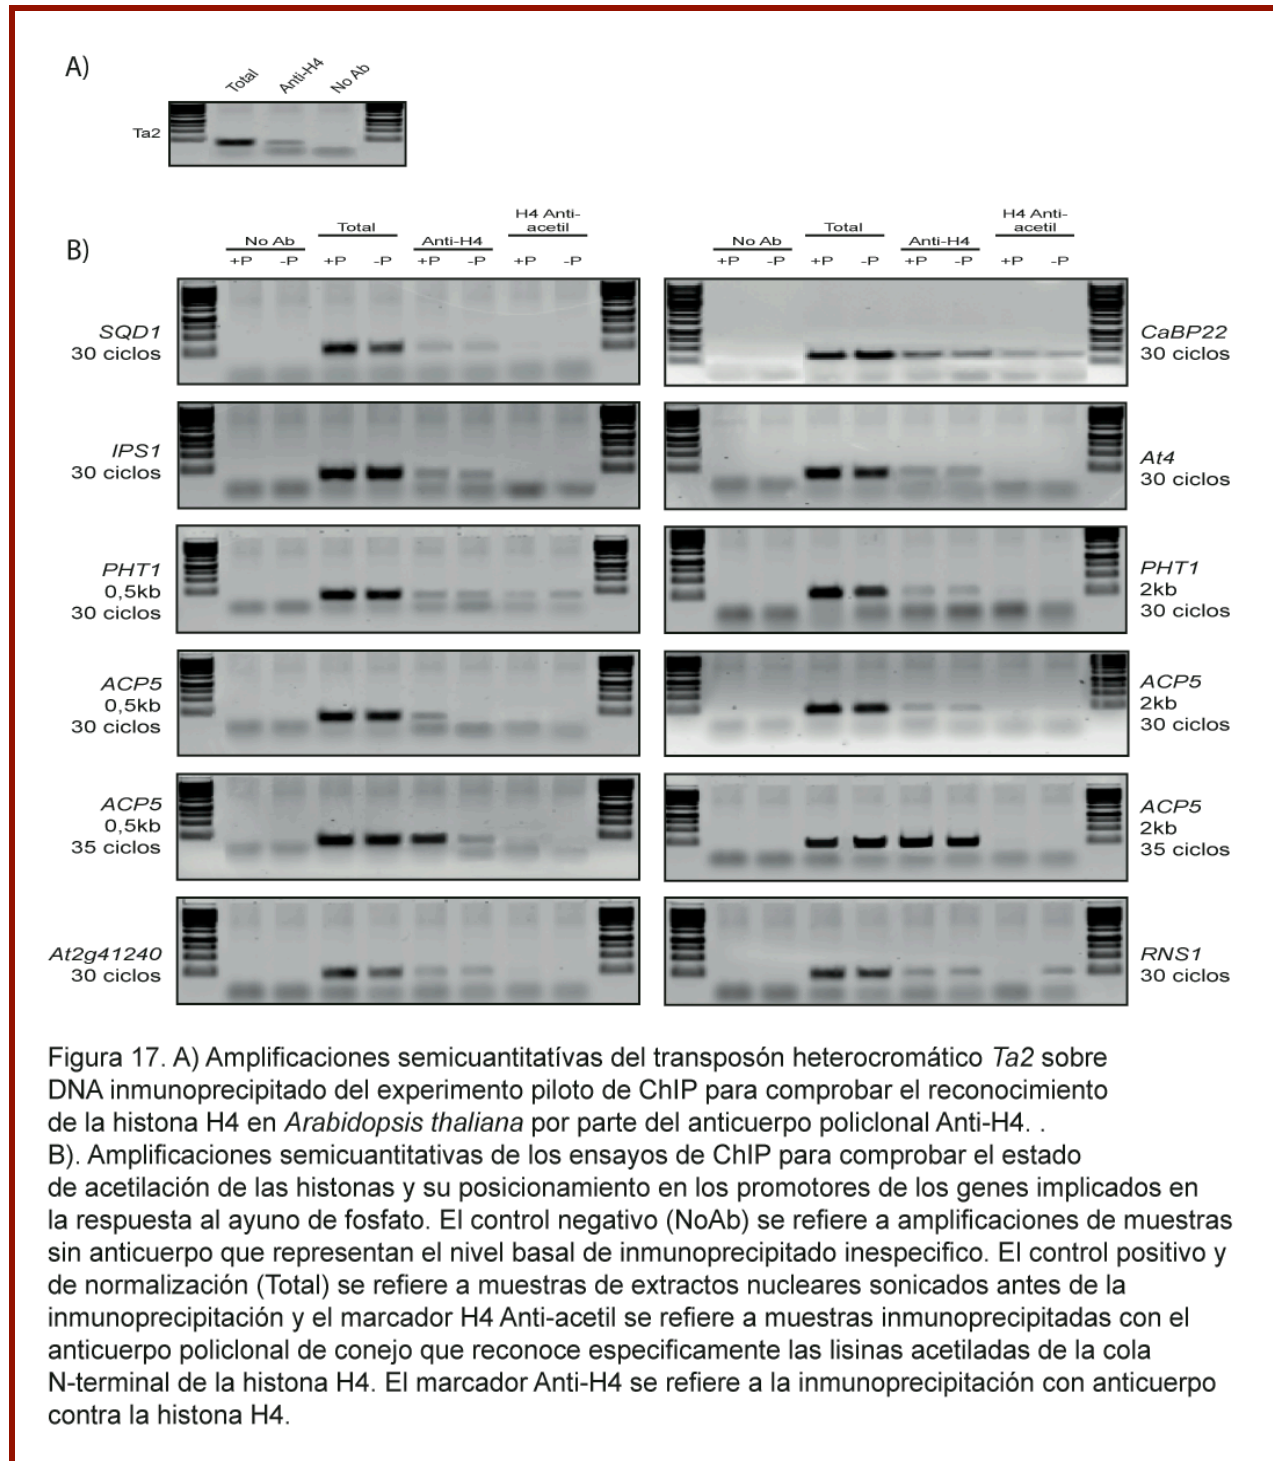 A)
Total Anti-H4 No Ab
Ta2
B)
No Ab Total Anti-H4 H4 Anti-
acetil
+P -P +P -P +P -P +P -P
No Ab Total Anti-H4 H4 Anti-
acetil
+P -P +P -P +P -P +P -P
SQD1
30 ciclos
CaBP22
30 ciclos
IPS1
30 ciclos
At4
30 ciclos
PHT1
0,5kb
30 ciclos
PHT1
2kb
30 ciclos
ACP5
0,5kb
30 ciclos
ACP5
2kb
30 ciclos
ACP5
0,5kb
35 ciclos
ACP5
2kb
35 ciclos
At2g41240
30 ciclos
RNS1
30 ciclos
Figura 17. A) Amplificaciones semicuantitatívas del transposón heterocromático Ta2 sobre
DNA inmunoprecipitado del experimento piloto de ChIP para comprobar el reconocimiento
de la histona H4 en Arabidopsis thaliana por parte del anticuerpo policlonal Anti-H4. .
B). Amplificaciones semicuantitativas de los ensayos de ChIP para comprobar el estado
de acetilación de las histonas y su posicionamiento en los promotores de los genes implicados en
la respuesta al ayuno de fosfato. El control negativo (NoAb) se refiere a amplificaciones de muestras
sin anticuerpo que representan el nivel basal de inmunoprecipitado inespecifico. El control positivo y
de normalización (Total) se refiere a muestras de extractos nucleares sonicados antes de la
inmunoprecipitación y el marcador H4 Anti-acetil se refiere a muestras inmunoprecipitadas con el
anticuerpo policlonal de conejo que reconoce especificamente las lisinas acetiladas de la cola
N-terminal de la histona H4. El marcador Anti-H4 se refiere a la inmunoprecipitación con anticuerpo
contra la histona H4.